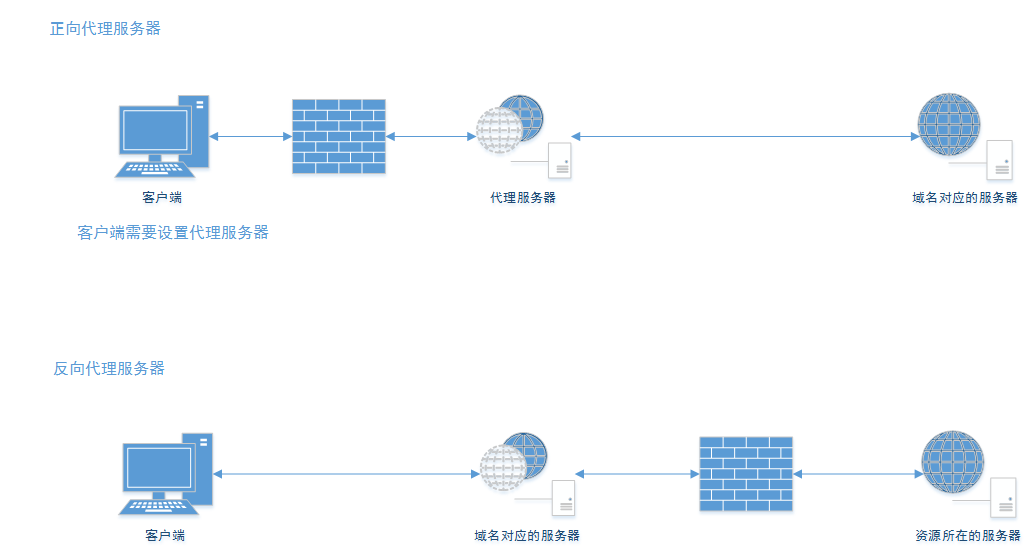 正向代理服务器
客户端
代理服务器
域名对应的服务器
客户端需要设置代理服务器
反向代理服务器
客户端
域名对应的服务器
资源所在的服务器